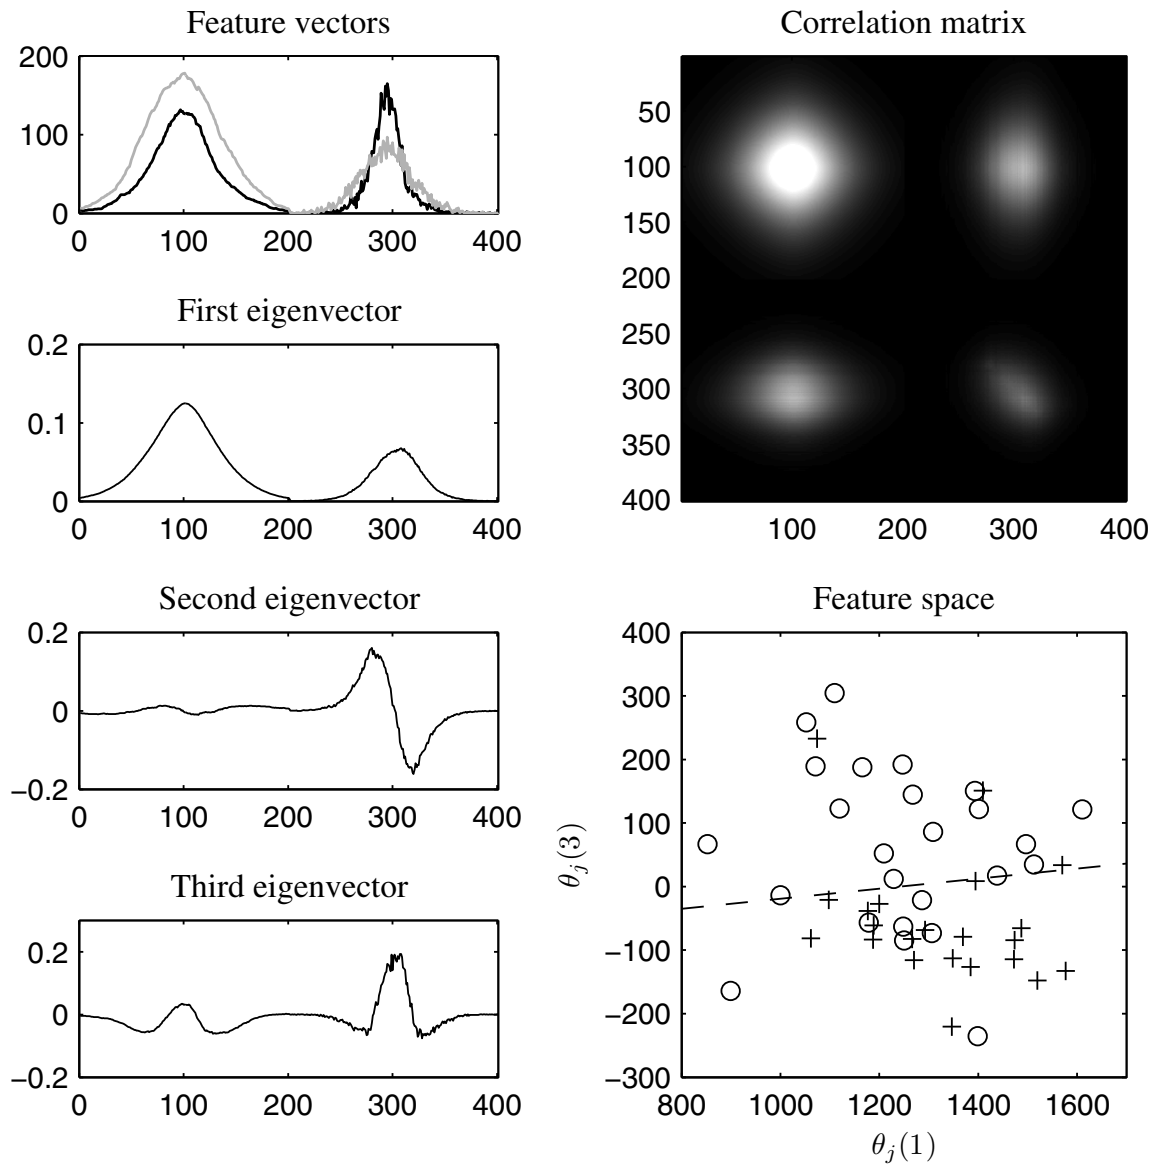 Feature vectors
200
100
0
0 100 200 300 400
First eigenvector
0.2
0.1
0
0 100 200 300 400
Second eigenvector
0.2
0
−0.2
0 100 200 300 400
Third eigenvector
0.2
0
−0.2
0 100 200 300 400
Correlation matrix
50
100
150
200
250
300
350
400
100 200 300 400
Feature space
400
300
200
100
0
−100
−200
−300
800 1000 1200 1400 1600
θj(3)
θj(1)